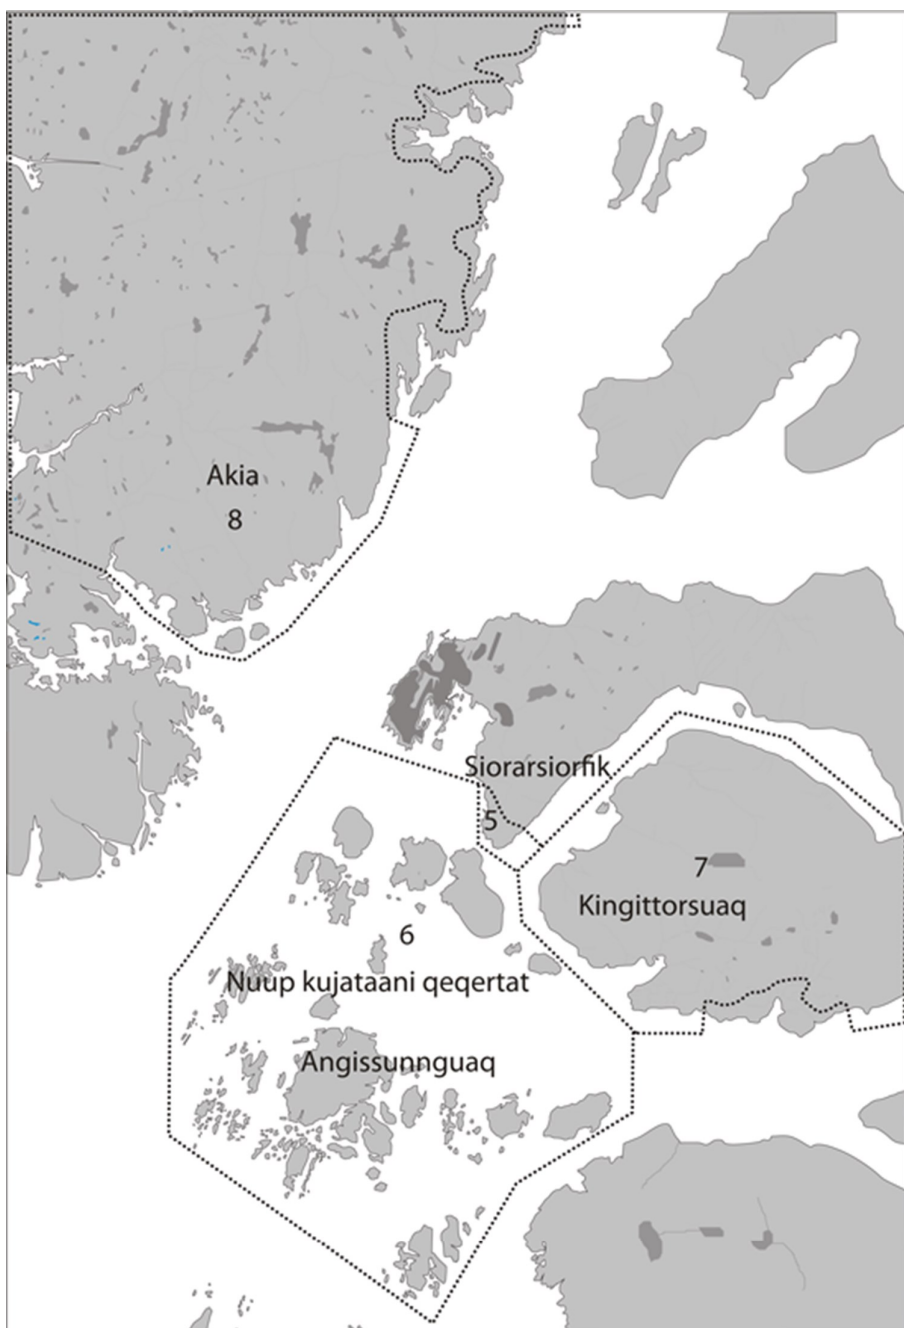 Akia
8
Siorarsiorfik
5
7
Kingittorsuaq
6
Nuup kujataani qeqertat
Angissunnguaq